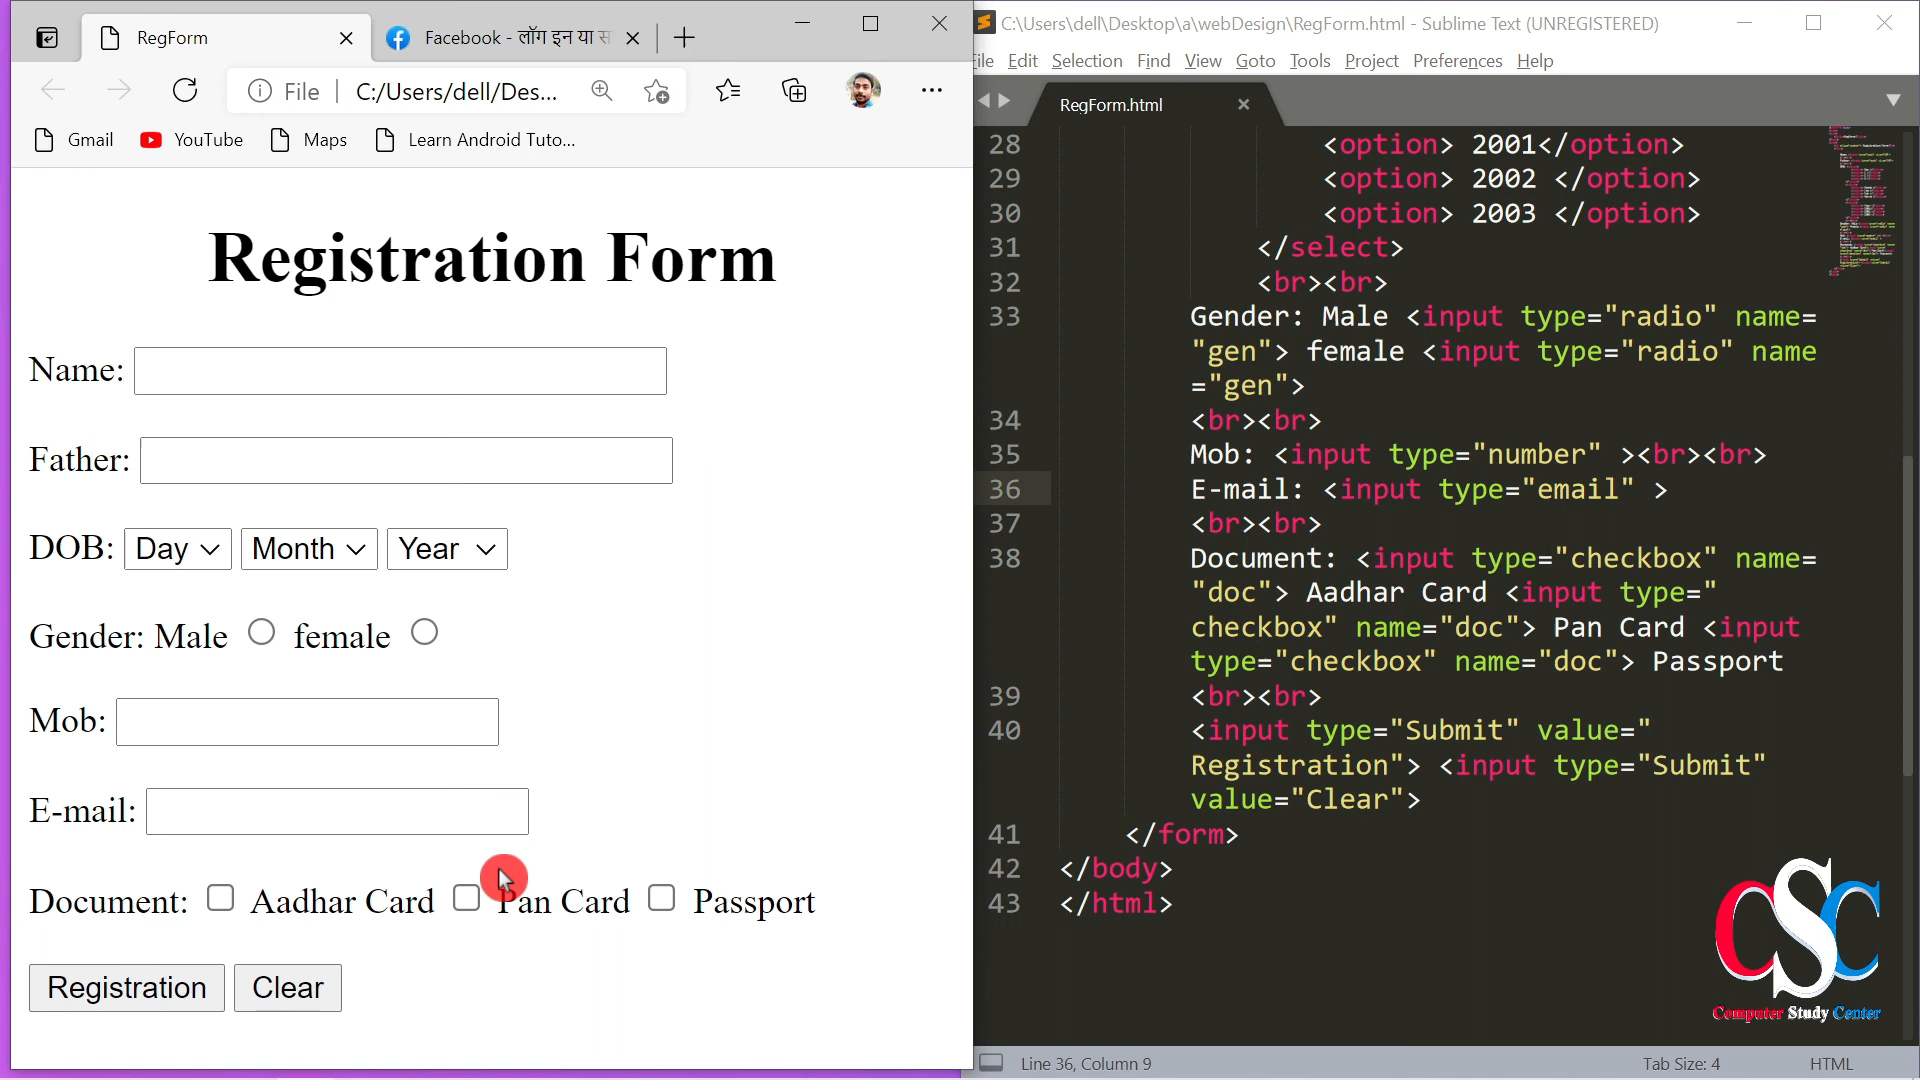 RegForm
Facebook - लॉग इन या स
File
C:/Users/dell/Des...
Gmail
YouTube
Maps
Learn Android Tuto...
Registration Form
Name:
Father:
DOB: Day Month Year
Gender: Male female
Mob:
E-mail:
Document: Aadhar Card Pan Card Passport
Registration Clear
C:\Users\dell\Desktop\a\webDesign\RegForm.html - Sublime Text (UNREGISTERED)
ile Edit Selection Find View Goto Tools Project Preferences Help
RegForm.html
28 <option> 2001</option>
29 <option> 2002 </option>
30 <option> 2003 </option>
31 </select>
32 <br><br>
33 Gender: Male <input type="radio" name=
"gen"> female <input type="radio" name
="gen">
34 <br><br>
35 Mob: <input type="number" ><br><br>
36 E-mail: <input type="email" >
37 <br><br>
38 Document: <input type="checkbox" name=
"doc"> Aadhar Card <input type="
checkbox" name="doc"> Pan Card <input
type="checkbox" name="doc"> Passport
39 <br><br>
40 <input type="Submit" value="
Registration"> <input type="Submit"
value="Clear">
41 </form>
42 </body>
43 </html>
CSC
Computer Study Center
Line 36, Column 9
Tab Size: 4
HTML